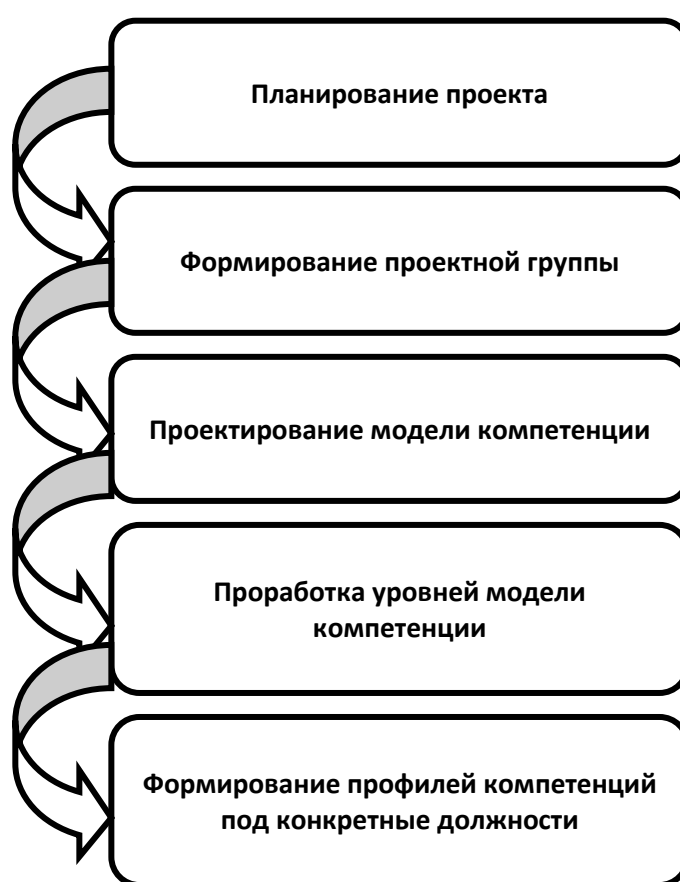 Планирование проекта
Формирование проектной группы
Проектирование модели компетенции
Проработка уровней модели
компетенции
Формирование профилей компетенций
под конкретные должности